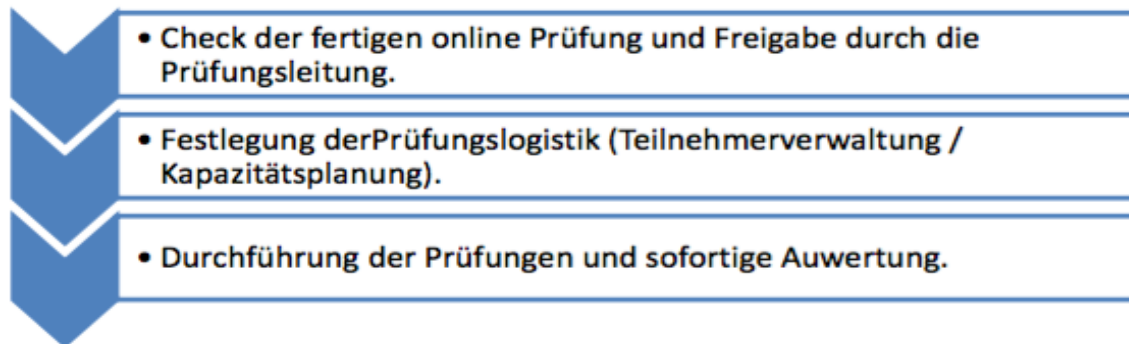 • Check der fertigen online Prüfung und Freigabe durch die
Prüfungsleitung.
• Festlegung derPrüfungslogistik (Teilnehmerverwaltung /
Kapazitätsplanung).
• Durchführung der Prüfungen und sofortige Auwertung.